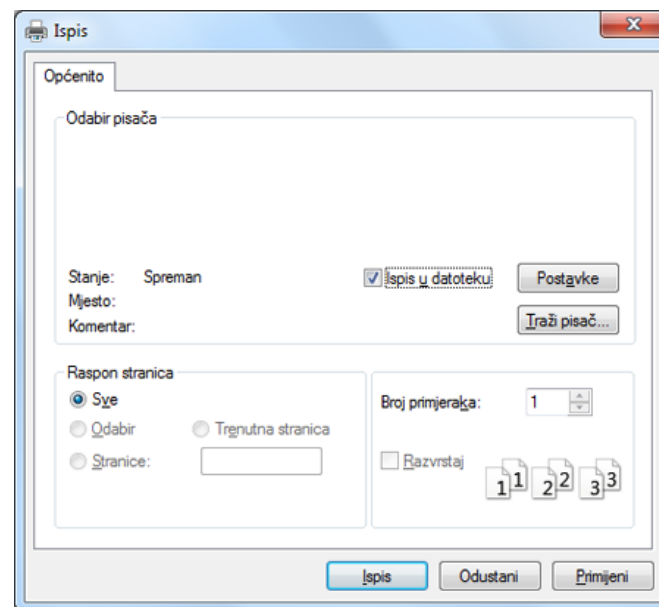 Ispis
Općenito
Odabir pisača
Stanje: Spreman
Ispis u datoteku
Postavke
Mjesto:
Komentar:
Traži pisač...
Raspon stranica
Sve
Odabir
Trenutna stranica
Stranice:
Broj primjeraka: 1
Razvrstaj
1 1 2 2 3 3
Ispis Odustani Primijeni